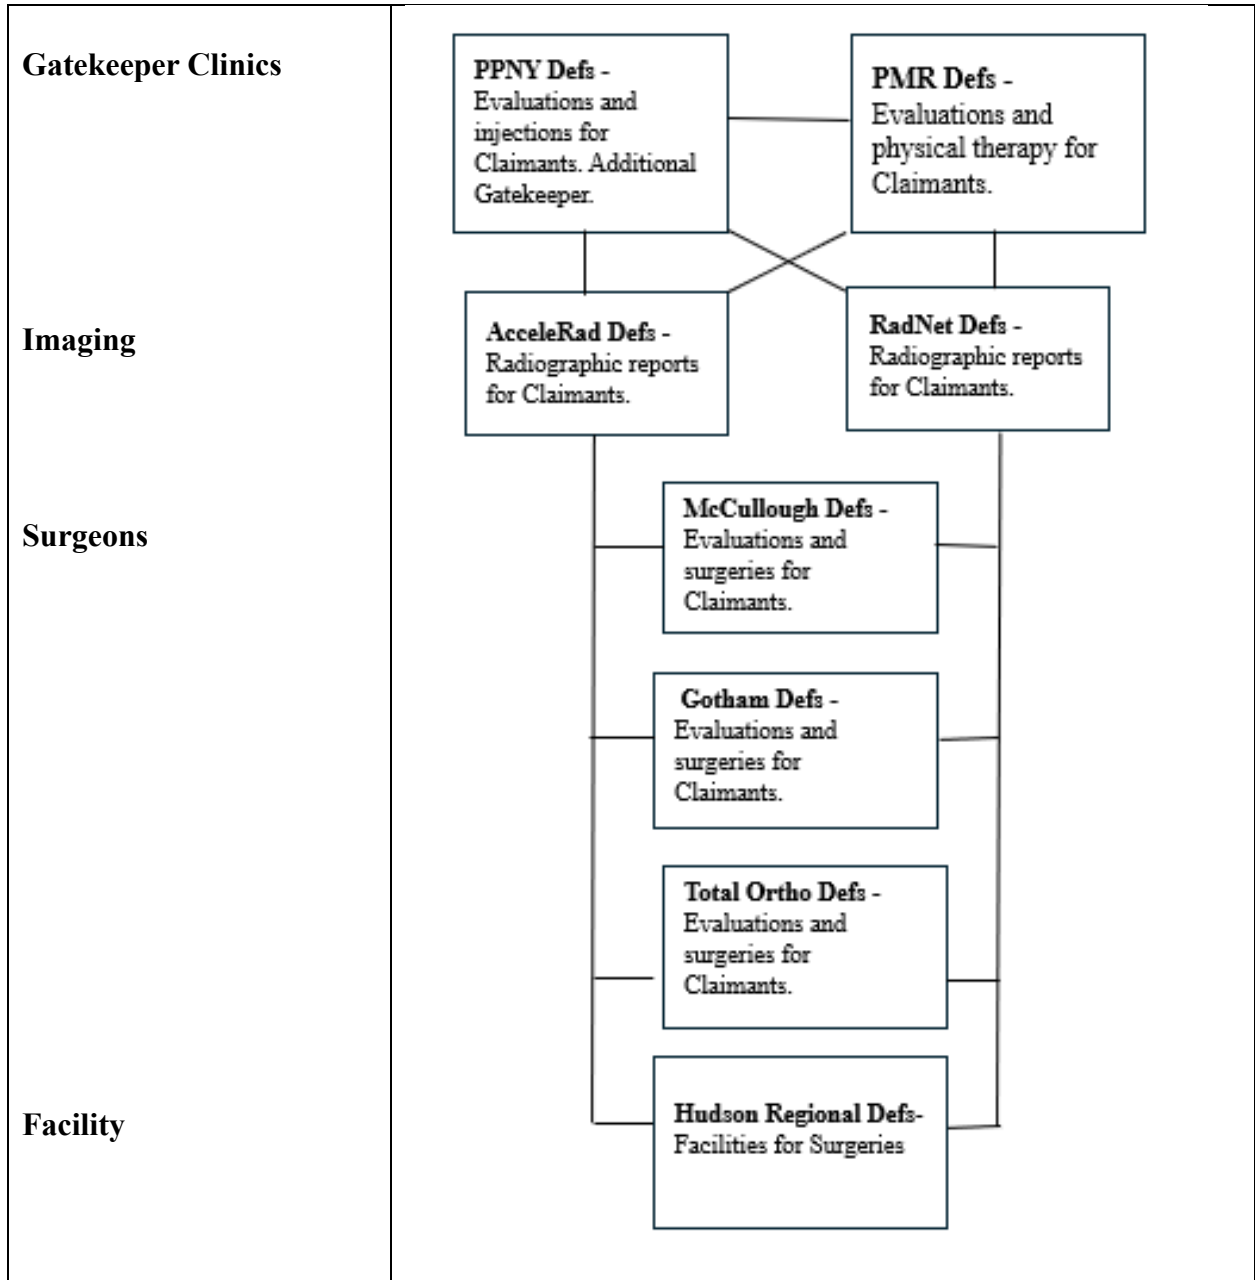 Gatekeeper Clinics
PPNY Defs -
Evaluations and
injections for
Claimants. Additional
Gatekeeper.
PMR Defs -
Evaluations and
physical therapy for
Claimants.
Imaging
AcceleRad Defs -
Radiographic reports
for Claimants.
RadNet Defs -
Radiographic reports
for Claimants.
Surgeons
McCullough Defs -
Evaluations and
surgeries for
Claimants.
Gotham Defs -
Evaluations and
surgeries for
Claimants.
Total Ortho Defs -
Evaluations and
surgeries for
Claimants.
Facility
Hudson Regional Defs-
Facilities for Surgeries